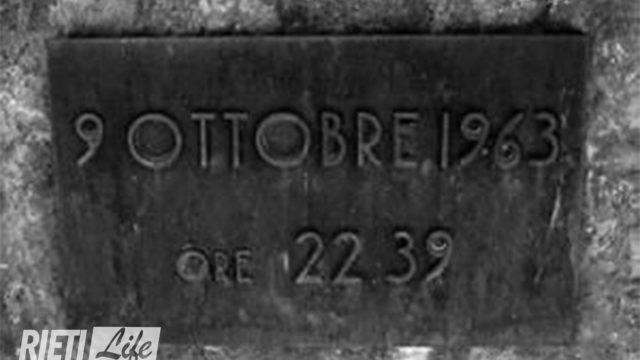 9 OTTOBRE 1963
ORE 22.39
RIETI Life